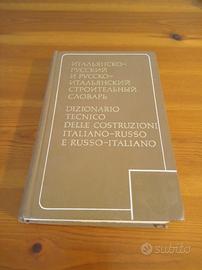 ИТАЛЬЯНСКО-
РУССКИЙ
И РУССКО-
ИТАЛЬЯНСКИЙ
СТРОИТЕЛЬНЫЙ
СЛОВАРЬ
DIZIONARIO
TECNICO
DELLE COSTRUZIONI
ITALIANO-RUSSO
E RUSSO-ITALIANO
subito